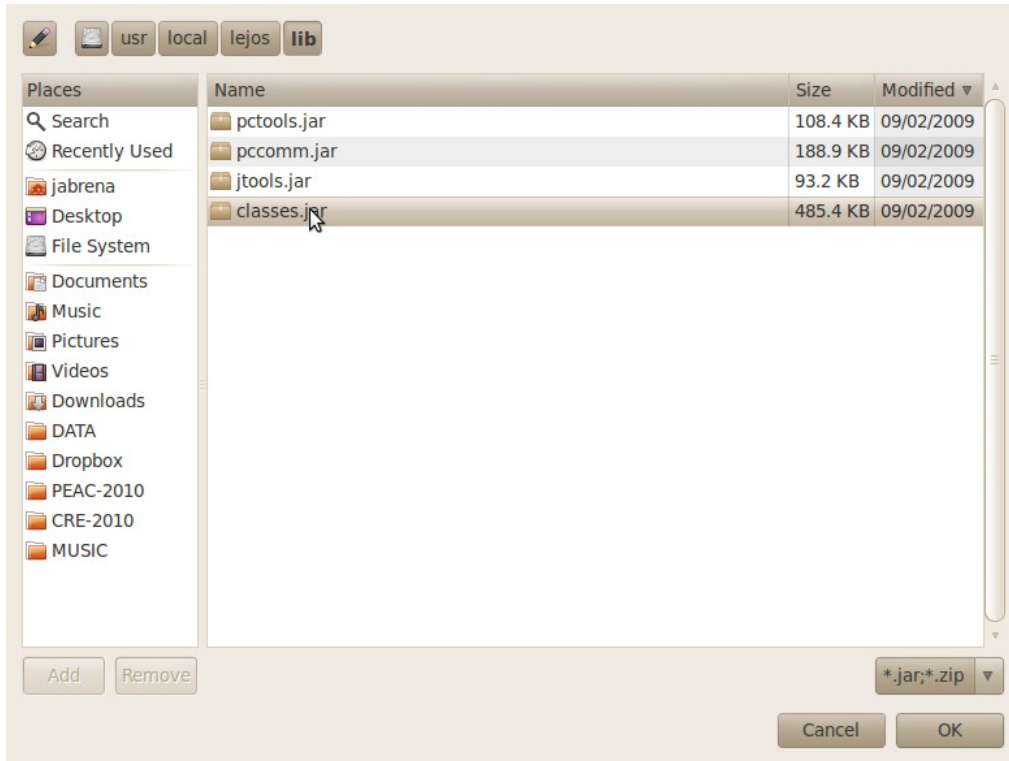 usr local lejos lib
Places
Search
Recently Used
jabrena
Desktop
File System
Documents
Music
Pictures
Videos
Downloads
DATA
Dropbox
PEAC-2010
CRE-2010
MUSIC
Name Size Modified
pctools.jar 108.4 KB 09/02/2009
pccomm.jar 188.9 KB 09/02/2009
jtools.jar 93.2 KB 09/02/2009
classes.jar 485.4 KB 09/02/2009
Add Remove
*.jar;*.zip
Cancel OK